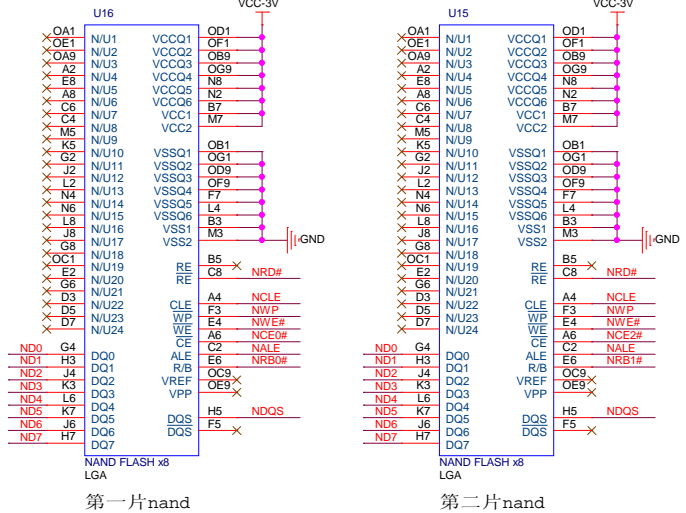 U16
VCC-3V
OA1 N/U1 VCCQ1 OD1
OE1 N/U2 VCCQ2 OF1
OA9 N/U3 VCCQ3 OB9
A2 N/U4 VCCQ4 OG9
E8 N/U5 VCCQ5 N8
A8 N/U6 VCCQ6 N2
C6 N/U7 VCC1 B7
C4 N/U8 VCC2 M7
M5 N/U9
K5 N/U10 VSSQ1 OB1
G2 N/U11 VSSQ2 OG1
J2 N/U12 VSSQ3 OD9
L2 N/U13 VSSQ4 OF9
N4 N/U14 VSSQ5 F7
N6 N/U15 VSSQ6 L4
L8 N/U16 VSS1 B3
J8 N/U17 VSS2 M3 GND
G8 N/U18
OC1 N/U19 RE B5
E2 N/U20 RE C8 NRD#
G6 N/U21
D3 N/U22 CLE A4 NCLE
D5 N/U23 WP F3 NWP
D7 N/U24 WE E4 NWE#
CE A6 NCE0#
ND0 G4 DQ0 ALE C2 NALE
ND1 H3 DQ1 R/B E6 NRB0#
ND2 J4 DQ2 VREF OC9
ND3 K3 DQ3 VPP OE9
ND4 L6 DQ4
ND5 K7 DQ5 DQS H5 NDQS
ND6 J6 DQ6 DQS F5
ND7 H7 DQ7
NAND FLASH x8
LGA
第一片nand
U15
VCC-3V
OA1 N/U1 VCCQ1 OD1
OE1 N/U2 VCCQ2 OF1
OA9 N/U3 VCCQ3 OB9
A2 N/U4 VCCQ4 OG9
E8 N/U5 VCCQ5 N8
A8 N/U6 VCCQ6 N2
C6 N/U7 VCC1 B7
C4 N/U8 VCC2 M7
M5 N/U9
K5 N/U10 VSSQ1 OB1
G2 N/U11 VSSQ2 OG1
J2 N/U12 VSSQ3 OD9
L2 N/U13 VSSQ4 OF9
N4 N/U14 VSSQ5 F7
N6 N/U15 VSSQ6 L4
L8 N/U16 VSS1 B3
J8 N/U17 VSS2 M3 GND
G8 N/U18
OC1 N/U19 RE B5
E2 N/U20 RE C8 NRD#
G6 N/U21
D3 N/U22 CLE A4 NCLE
D5 N/U23 WP F3 NWP
D7 N/U24 WE E4 NWE#
CE A6 NCE2#
ND0 G4 DQ0 ALE C2 NALE
ND1 H3 DQ1 R/B E6 NRB1#
ND2 J4 DQ2 VREF OC9
ND3 K3 DQ3 VPP OE9
ND4 L6 DQ4
ND5 K7 DQ5 DQS H5 NDQS
ND6 J6 DQ6 DQS F5
ND7 H7 DQ7
NAND FLASH x8
LGA
第二片nand